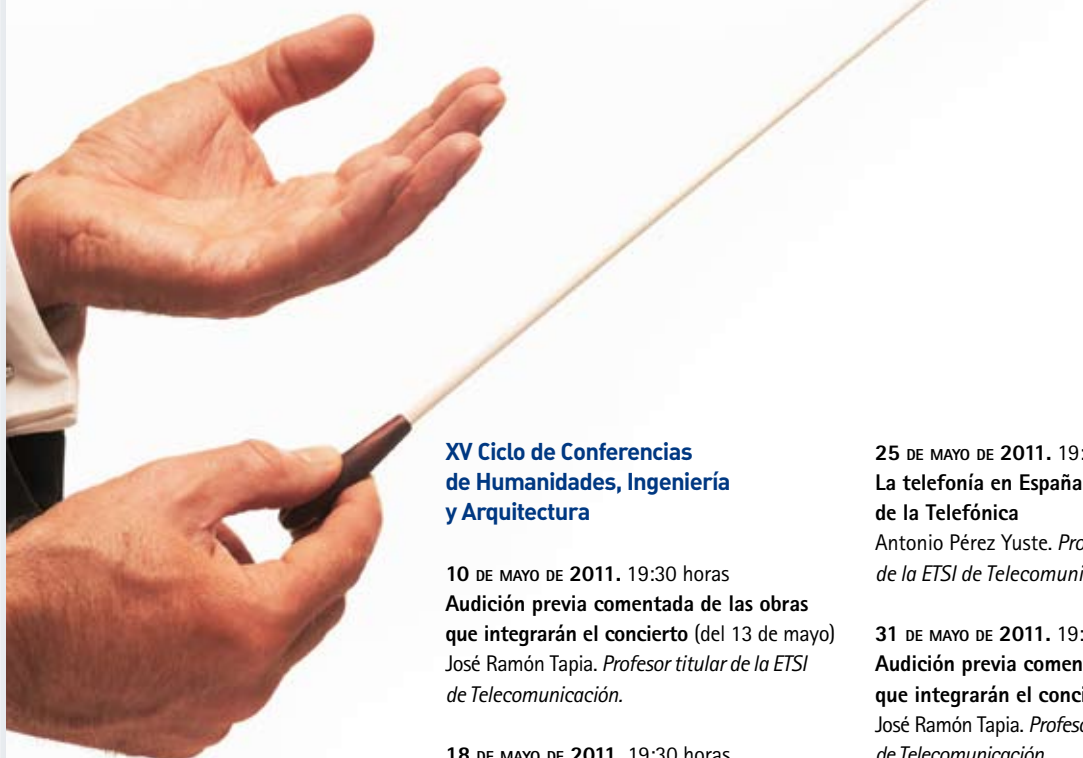 XV Ciclo de Conferencias
de Humanidades, Ingeniería
y Arquitectura
10 DE MAYO DE 2011. 19:30 horas
Audición previa comentada de las obras
que integrarán el concierto (del 13 de mayo)
José Ramón Tapia. Profesor titular de la ETSI
de Telecomunicación.
18 DE MAYO DE 2011. 19:30 horas
25 DE MAYO DE 2011. 19:
La telefonía en España
de la Telefónica
Antonio Pérez Yuste.
de la ETSI de
31 DE MAYO DE 2011. 19:
Audición previa
que integrarán el
José Ramón Tapia.
de Telecomunicación